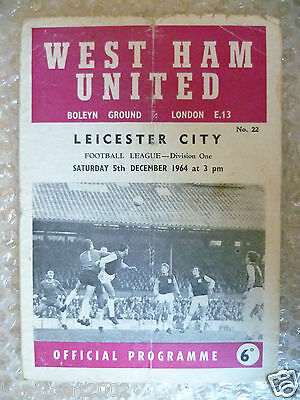 WEST HAM
UNITED
BOLEYN GROUND : LONDON E.13
No. 22
LEICESTER CITY
FOOTBALL LEAGUE—Division One
SATURDAY 5th DECEMBER 1964 at 3 pm
OFFICIAL PROGRAMME
6D